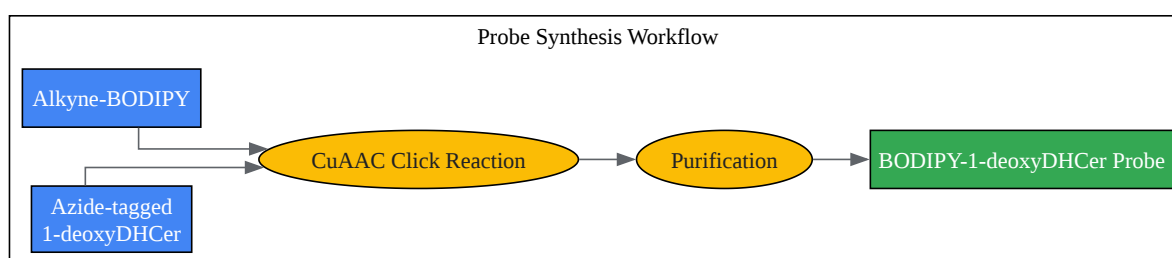 Probe Synthesis Workflow
Alkyne-BODIPY
Azide-tagged
1-deoxyDHCer
CuAAC Click Reaction
Purification
BODIPY-1-deoxyDHCer Probe